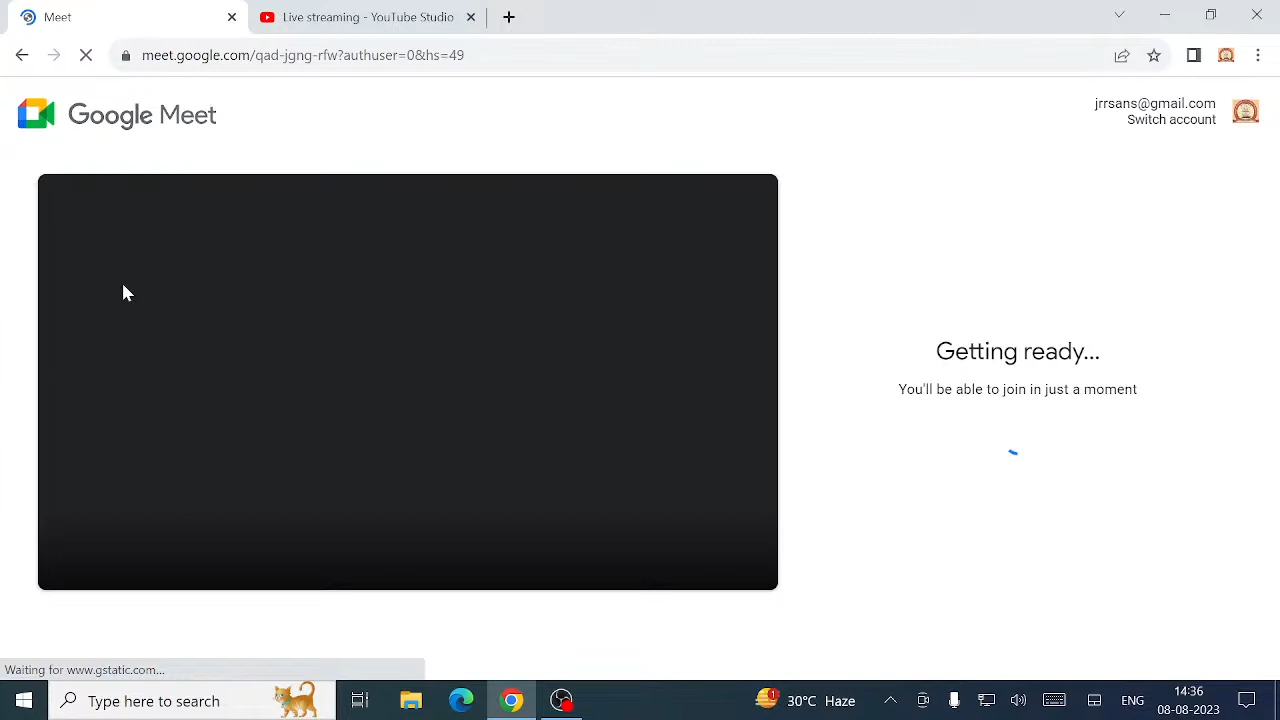 Meet
Live streaming - YouTube Studio
meet.google.com/qad-jgng-rfw?authuser=0&hs=49
Google Meet
jrrsans@gmail.com
Switch account
Getting ready...
You'll be able to join in just a moment
Waiting for www.gstatic.com...
Type here to search
1
30°C Haze
ENG
14:36
08-08-2023